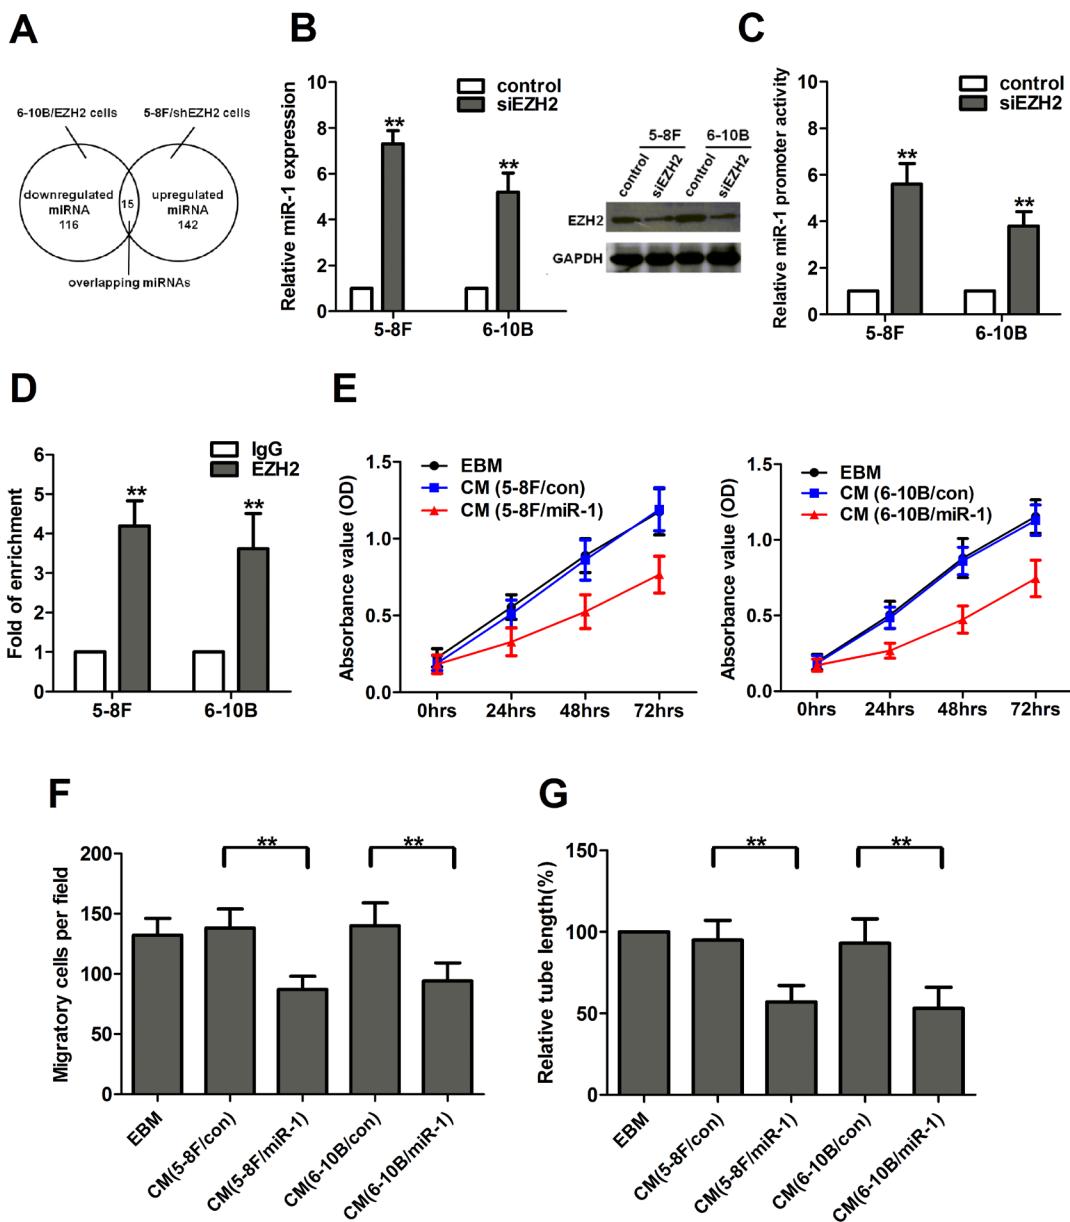 A
6-10B/EZH2 cells
5-8F/shEZH2 cells
downregulated
miRNA
116
15
upregulated
miRNA
142
overlapping miRNAs
B
Relative miR-1 expression
10
8
6
4
2
0
control
siEZH2
**
**
5-8F
6-10B
5-8F
6-10B
control
siEZH2
control
siEZH2
EZH2
GAPDH
C
Relative miR-1 promoter activity
10
8
6
4
2
0
control
siEZH2
**
**
5-8F
6-10B
D
Fold of enrichment
6
5
4
3
2
1
0
IgG
EZH2
**
**
5-8F
6-10B
E
Absorbance value (OD)
1.5
1.0
0.5
0.0
EBM
CM (5-8F/con)
CM (5-8F/miR-1)
0hrs
24hrs
48hrs
72hrs
Absorbance value (OD)
1.5
1.0
0.5
0.0
EBM
CM (6-10B/con)
CM (6-10B/miR-1)
0hrs
24hrs
48hrs
72hrs
F
Migratory cells per field
200
150
100
50
0
**
**
EBM
CM(5-8F/con)
CM(5-8F/miR-1)
CM(6-10B/con)
CM(6-10B/miR-1)
G
Relative tube length(%)
150
100
50
0
**
**
EBM
CM(5-8F/con)
CM(5-8F/miR-1)
CM(6-10B/con)
CM(6-10B/miR-1)